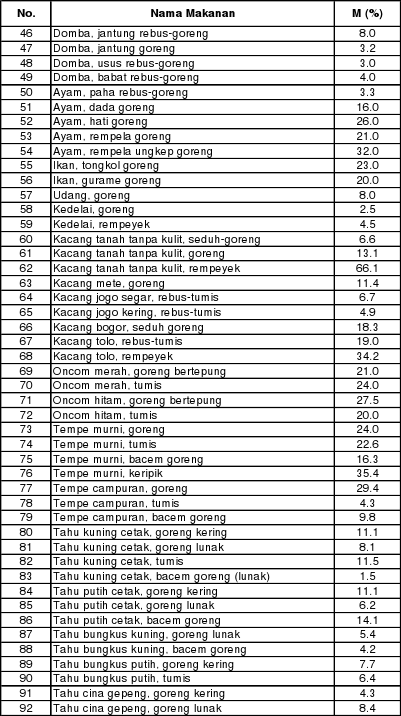 No. Nama Makanan M (%)
46 Domba, jantung rebus-goreng 8.0
47 Domba, jantung goreng 3.2
48 Domba, usus rebus-goreng 3.0
49 Domba, babat rebus-goreng 4.0
50 Ayam, paha rebus-goreng 3.3
51 Ayam, dada goreng 16.0
52 Ayam, hati goreng 26.0
53 Ayam, rempela goreng 21.0
54 Ayam, rempela ungkep goreng 32.0
55 Ikan, tongkol goreng 23.0
56 Ikan, gurame goreng 20.0
57 Udang, goreng 8.0
58 Kedelai, goreng 2.5
59 Kedelai, rempeyek 4.5
60 Kacang tanah tanpa kulit, seduh-goreng 6.6
61 Kacang tanah tanpa kulit, goreng 13.1
62 Kacang tanah tanpa kulit, rempeyek 66.1
63 Kacang mete, goreng 11.4
64 Kacang jogo segar, rebus-tumis 6.7
65 Kacang jogo kering, rebus-tumis 4.9
66 Kacang bogor, seduh goreng 18.3
67 Kacang tolo, rebus-tumis 19.0
68 Kacang tolo, rempeyek 34.2
69 Oncom merah, goreng bertepung 21.0
70 Oncom merah, tumis 24.0
71 Oncom hitam, goreng bertepung 27.5
72 Oncom hitam, tumis 20.0
73 Tempe murni, goreng 24.0
74 Tempe murni, tumis 22.6
75 Tempe murni, bacem goreng 16.3
76 Tempe murni, keripik 35.4
77 Tempe campuran, goreng 29.4
78 Tempe campuran, tumis 4.3
79 Tempe campuran, bacem goreng 9.8
80 Tahu kuning cetak, goreng kering 11.1
81 Tahu kuning cetak, goreng lunak 8.1
82 Tahu kuning cetak, tumis 11.5
83 Tahu kuning cetak, bacem goreng (lunak) 1.5
84 Tahu putih cetak, goreng kering 11.1
85 Tahu putih cetak, goreng lunak 6.2
86 Tahu putih cetak, bacem goreng 14.1
87 Tahu bungkus kuning, goreng lunak 5.4
88 Tahu bungkus kuning, bacem goreng 4.2
89 Tahu bungkus putih, goreng kering 7.7
90 Tahu bungkus putih, tumis 6.4
91 Tahu cina gepeng, goreng kering 4.3
92 Tahu cina gepeng, goreng lunak 8.4